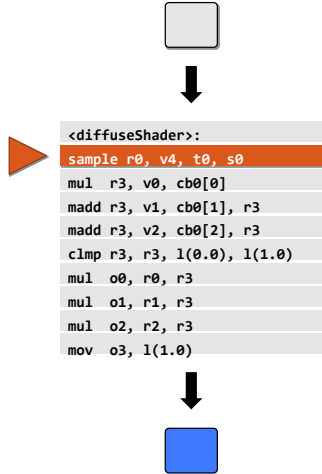 <diffuseShader>:
sample r0, v4, t0, s0
mul  r3, v0, cb0[0]
madd r3, v1, cb0[1], r3
madd r3, v2, cb0[2], r3
clmp r3, r3, l(0.0), l(1.0)
mul  o0, r0, r3
mul  o1, r1, r3
mul  o2, r2, r3
mov  o3, l(1.0)